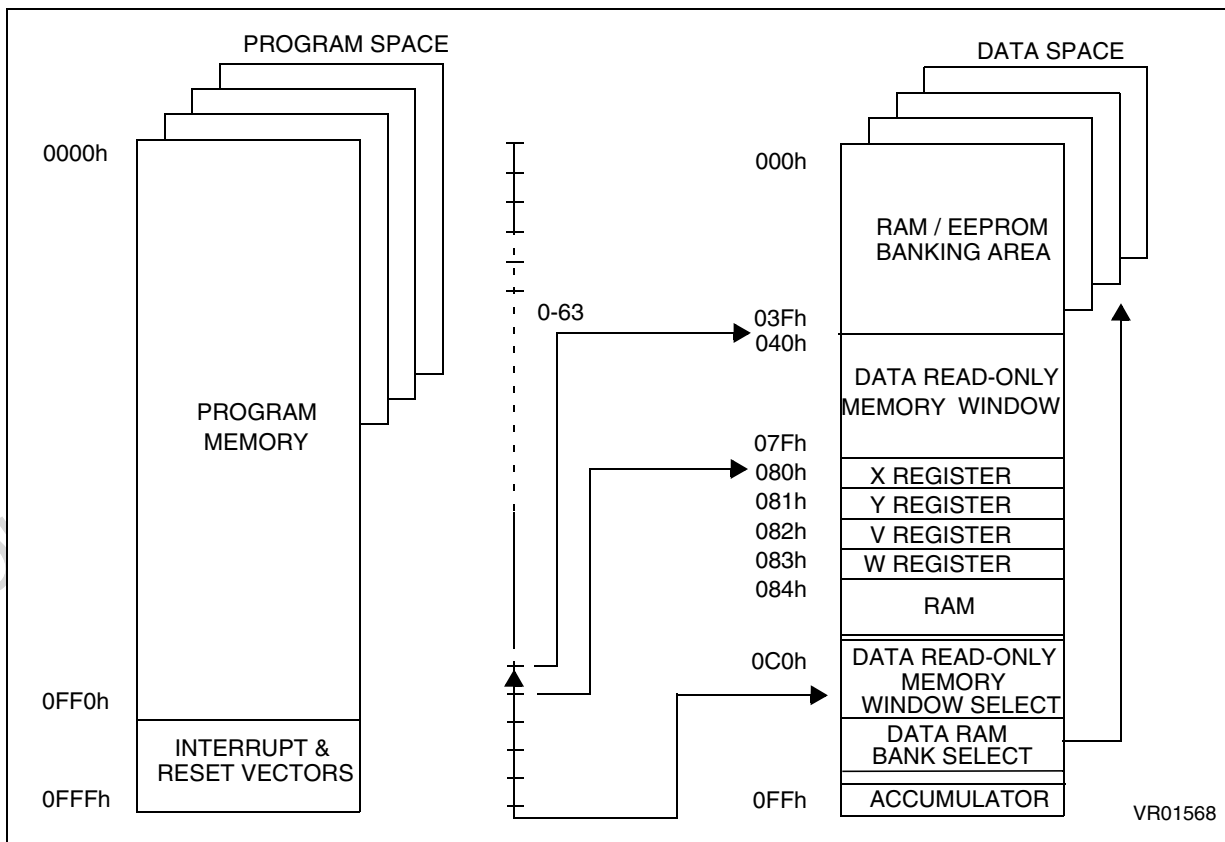 PROGRAM SPACE
0000h
PROGRAM
MEMORY
0FF0h
INTERRUPT &
RESET VECTORS
0FFFh
0-63
DATA SPACE
000h
RAM / EEPROM
BANKING AREA
03Fh
040h
DATA READ-ONLY
MEMORY WINDOW
07Fh
080h
X REGISTER
081h
Y REGISTER
082h
V REGISTER
083h
W REGISTER
084h
RAM
0C0h
DATA READ-ONLY
MEMORY
WINDOW SELECT
DATA RAM
BANK SELECT
0FFh
ACCUMULATOR
VR01568